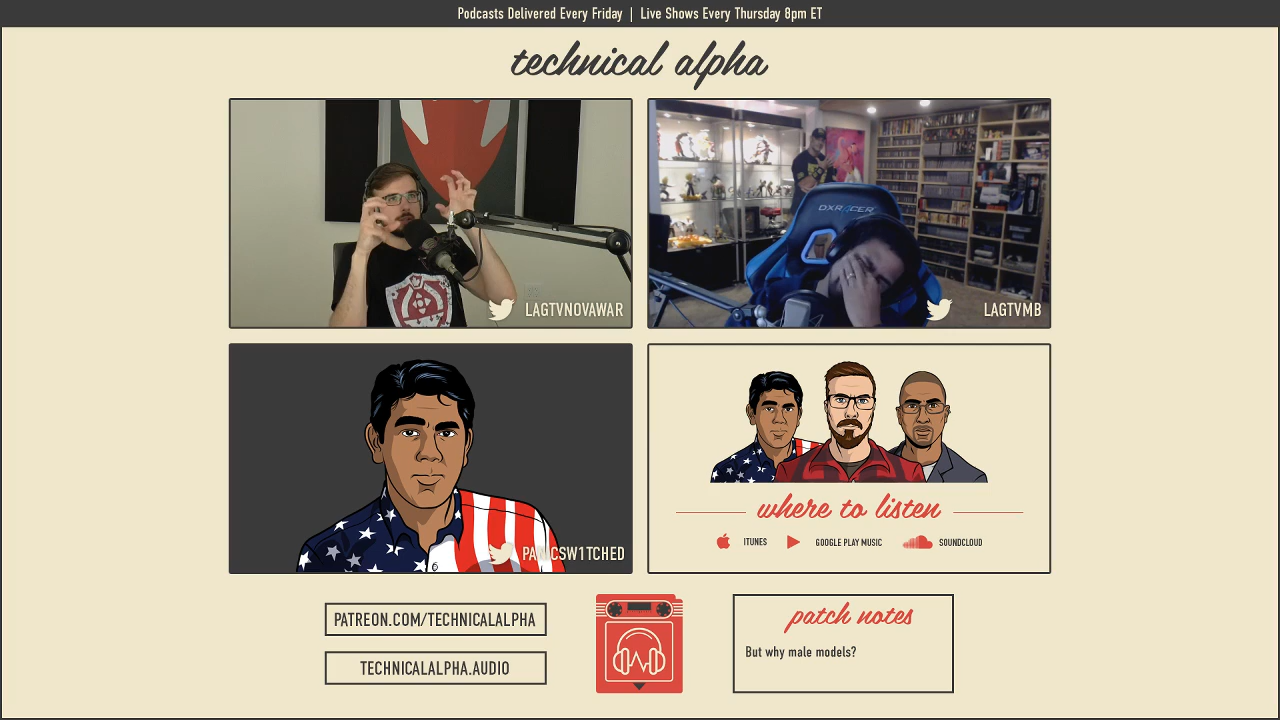 Podcasts Delivered Every Friday | Live Shows Every Thursday 8pm ET
technical alpha
LAGTVNOVAWAR
DXRACER
LAGTVMB
PANICSW1TCHED
where to listen
ITUNES
GOOGLE PLAY MUSIC
SOUNDCLOUD
PATREON.COM/TECHNICALALPHA
TECHNICALALPHA.AUDIO
patch notes
But why male models?